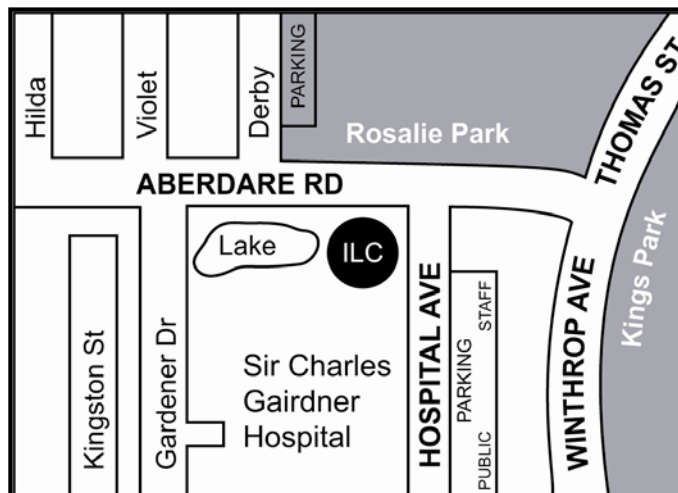 Hilda
Violet
Derby
PARKING
Rosalie Park
THOMAS ST
ABERDARE RD
Lake
ILC
Kings Park
Kingston St
Gardener Dr
Sir Charles
Gairdner
Hospital
HOSPITAL AVE
PARKING
STAFF
PUBLIC
WINTHROP AVE